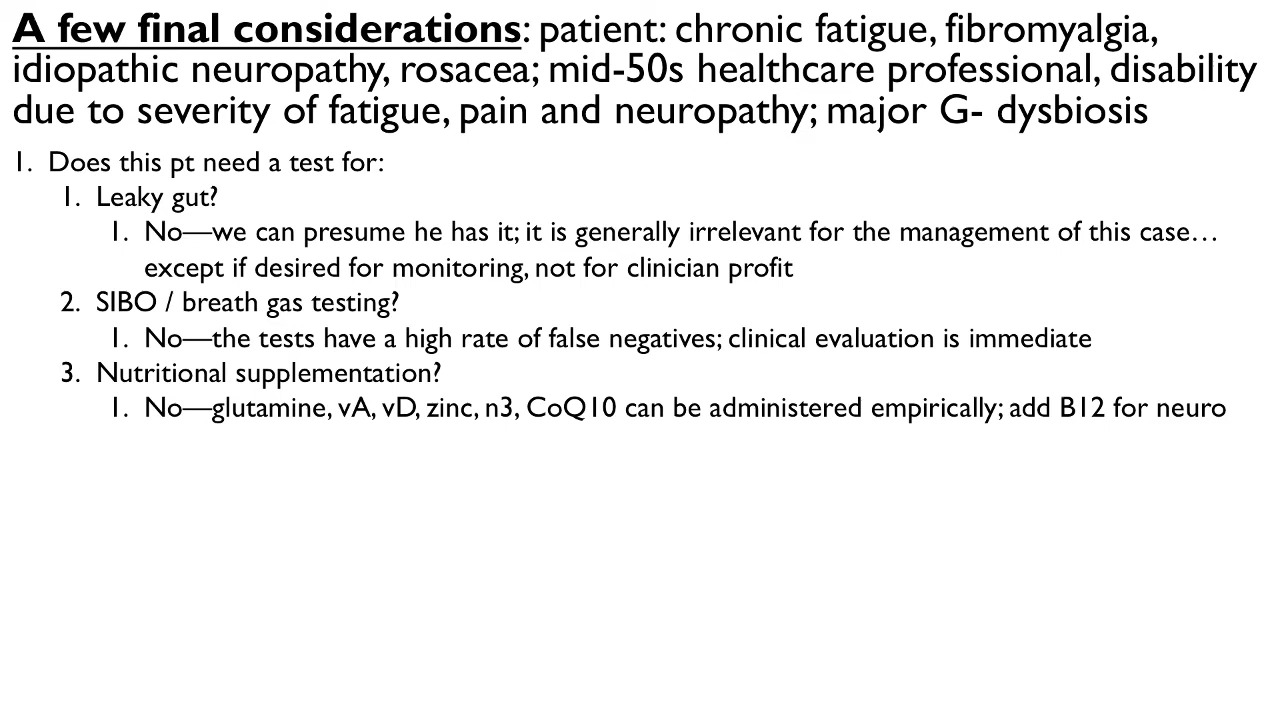 A few final considerations: patient: chronic fatigue, fibromyalgia,
idiopathic neuropathy, rosacea; mid-50s healthcare professional, disability
due to severity of fatigue, pain and neuropathy; major G- dysbiosis
1. Does this pt need a test for:
1. Leaky gut?
1. No—we can presume he has it; it is generally irrelevant for the management of this case…
except if desired for monitoring, not for clinician profit
2. SIBO / breath gas testing?
1. No—the tests have a high rate of false negatives; clinical evaluation is immediate
3. Nutritional supplementation?
1. No—glutamine, vA, vD, zinc, n3, CoQ10 can be administered empirically; add B12 for neuro